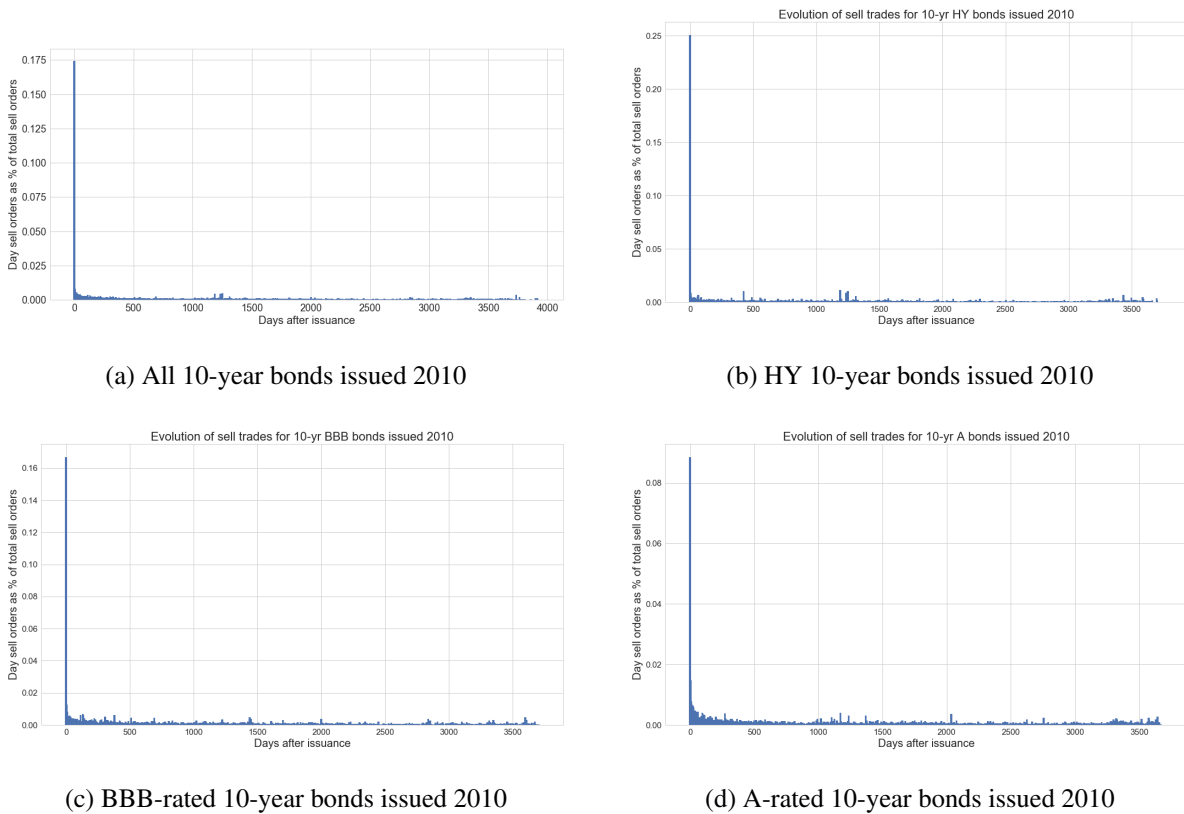 0.175
0.150
0.125
0.100
0.075
0.050
0.025
0.000
Day sell orders as % of total sell orders
0 500 1000 1500 2000 2500 3000 3500 4000
Days after issuance
(a) All 10-year bonds issued 2010
Evolution of sell trades for 10-yr HY bonds issued 2010
0.25
0.20
0.15
0.10
0.05
0.00
Day sell orders as % of total sell orders
0 500 1000 1500 2000 2500 3000 3500
Days after issuance
(b) HY 10-year bonds issued 2010
Evolution of sell trades for 10-yr BBB bonds issued 2010
0.16
0.14
0.12
0.10
0.08
0.06
0.04
0.02
0.00
Day sell orders as % of total sell orders
0 500 1000 1500 2000 2500 3000 3500
Days after issuance
(c) BBB-rated 10-year bonds issued 2010
Evolution of sell trades for 10-yr A bonds issued 2010
0.08
0.06
0.04
0.02
0.00
Day sell orders as % of total sell orders
0 500 1000 1500 2000 2500 3000 3500
Days after issuance
(d) A-rated 10-year bonds issued 2010